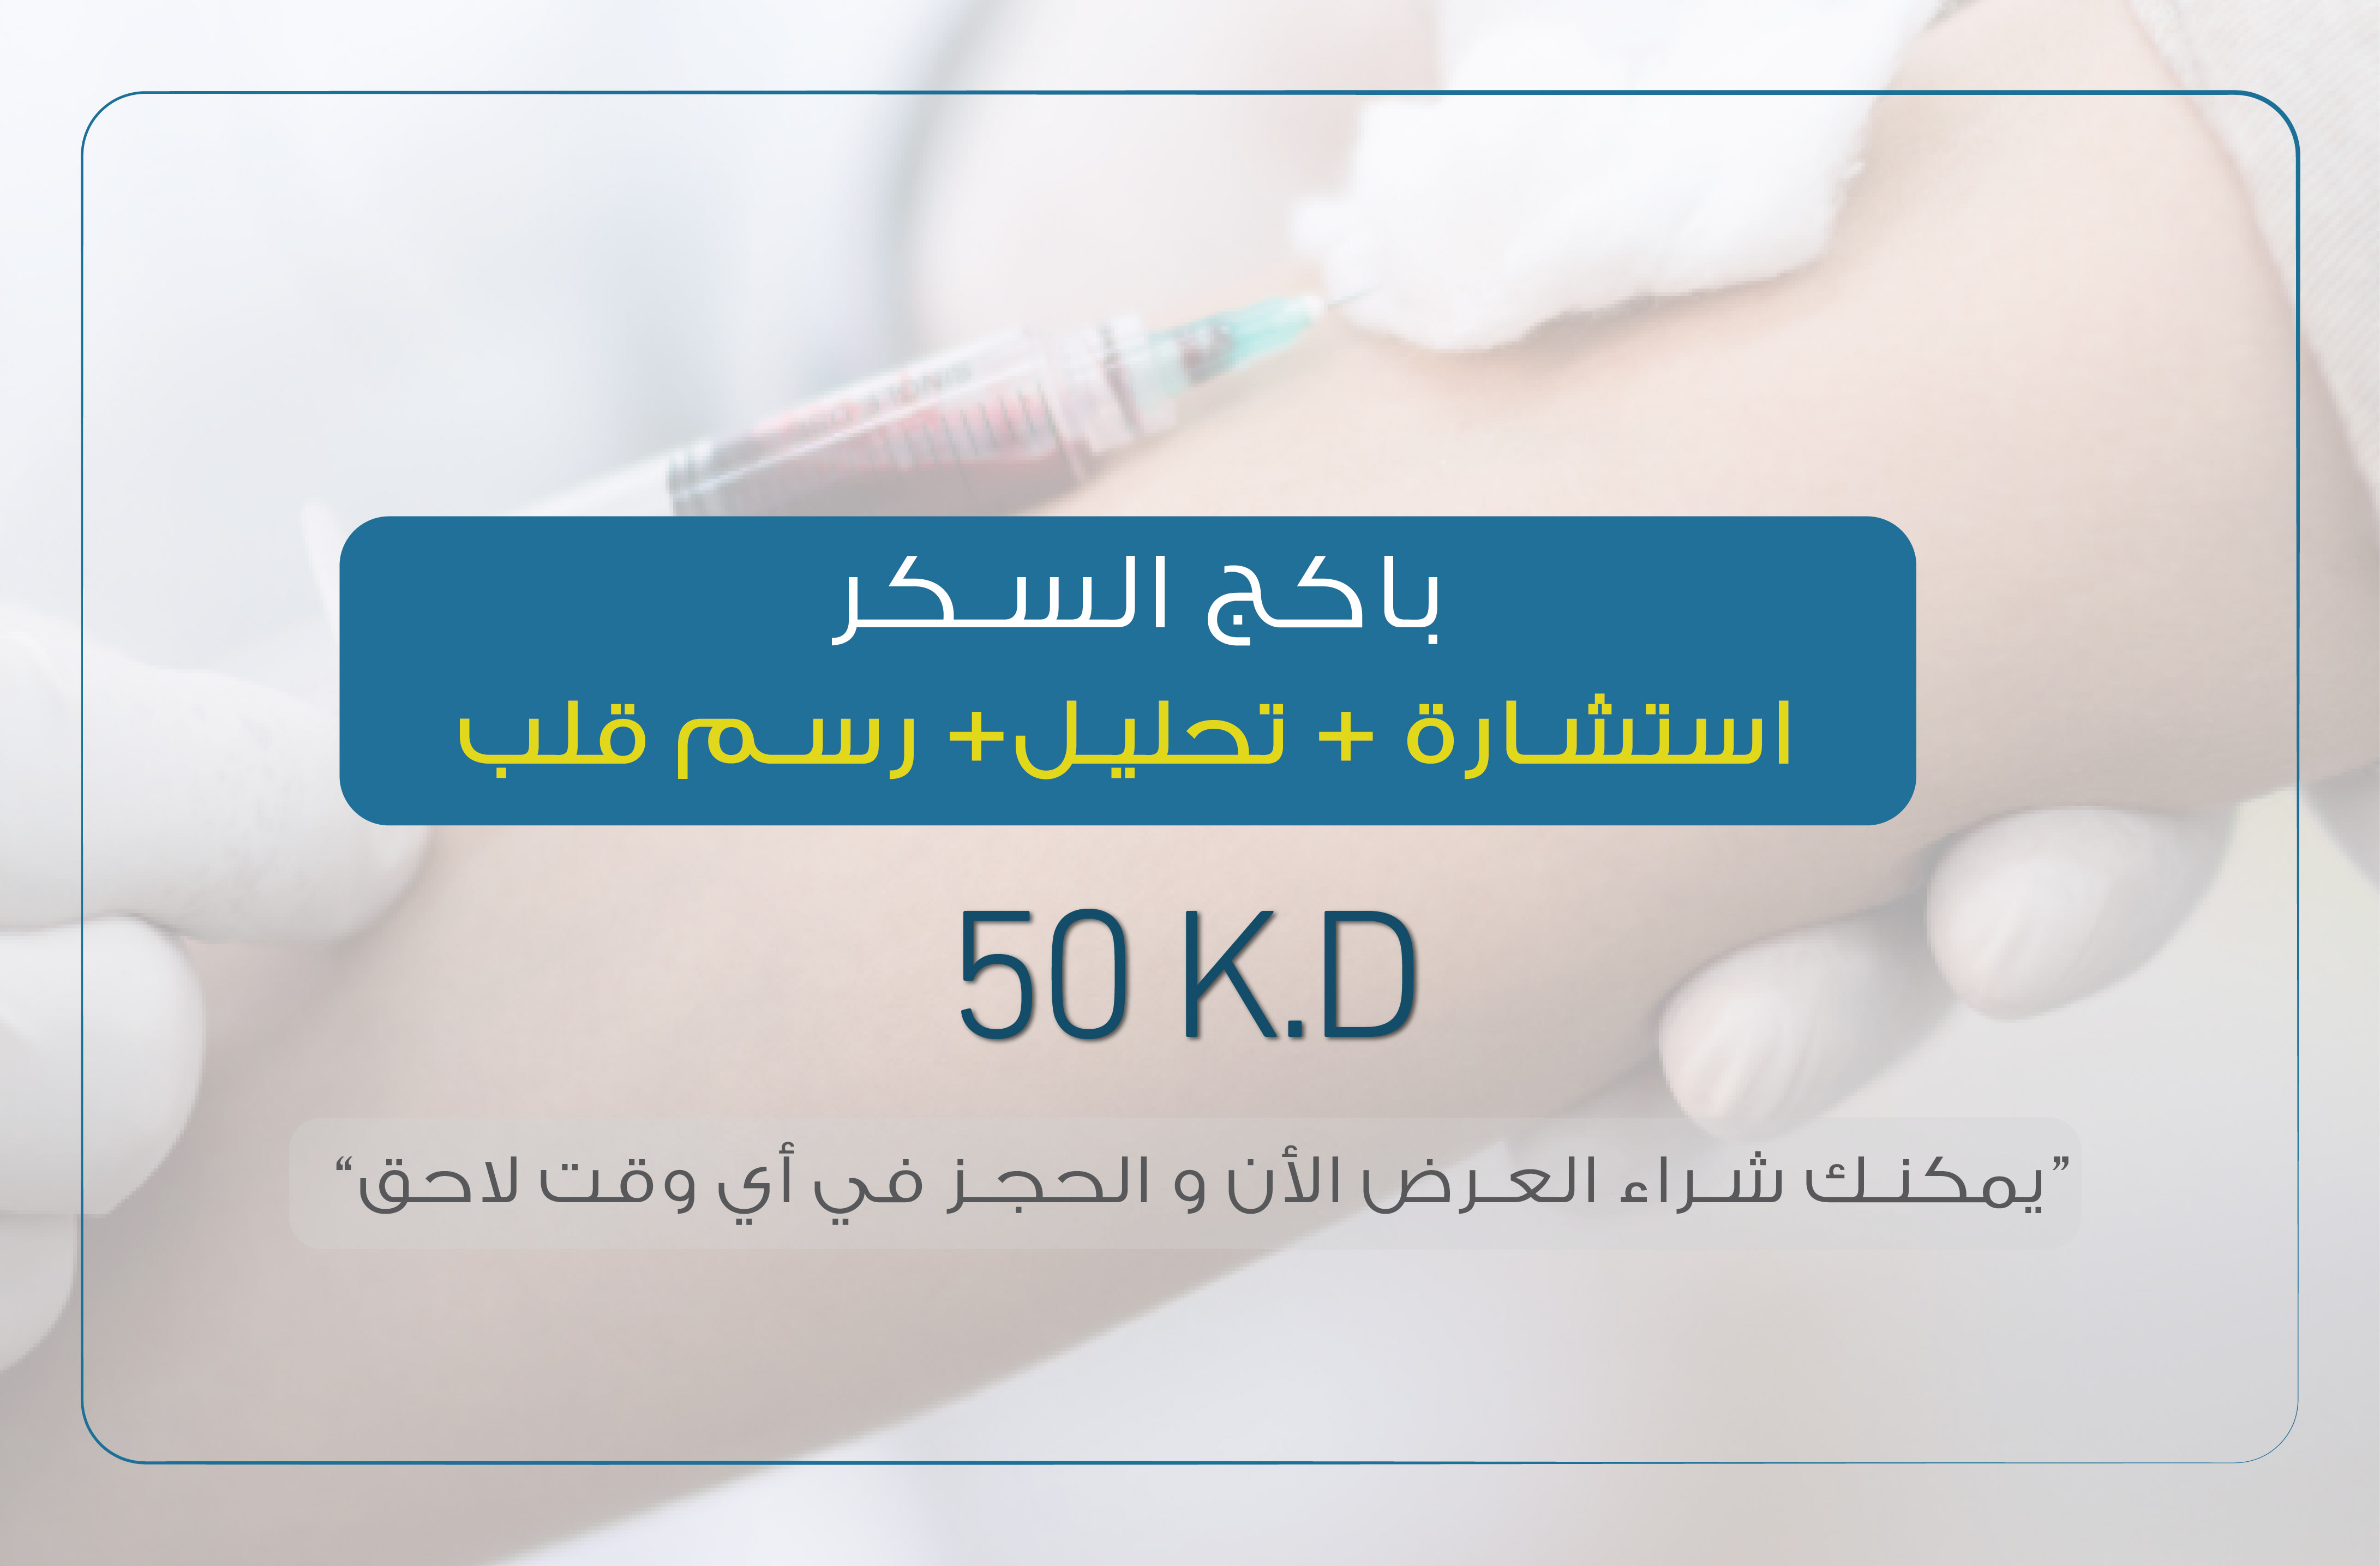 باكج السكر
استشارة + تحليل+ رسم قلب
50 K.D
”يمكنك شراء العرض الأن و الحجز في أي وقت لاحق“